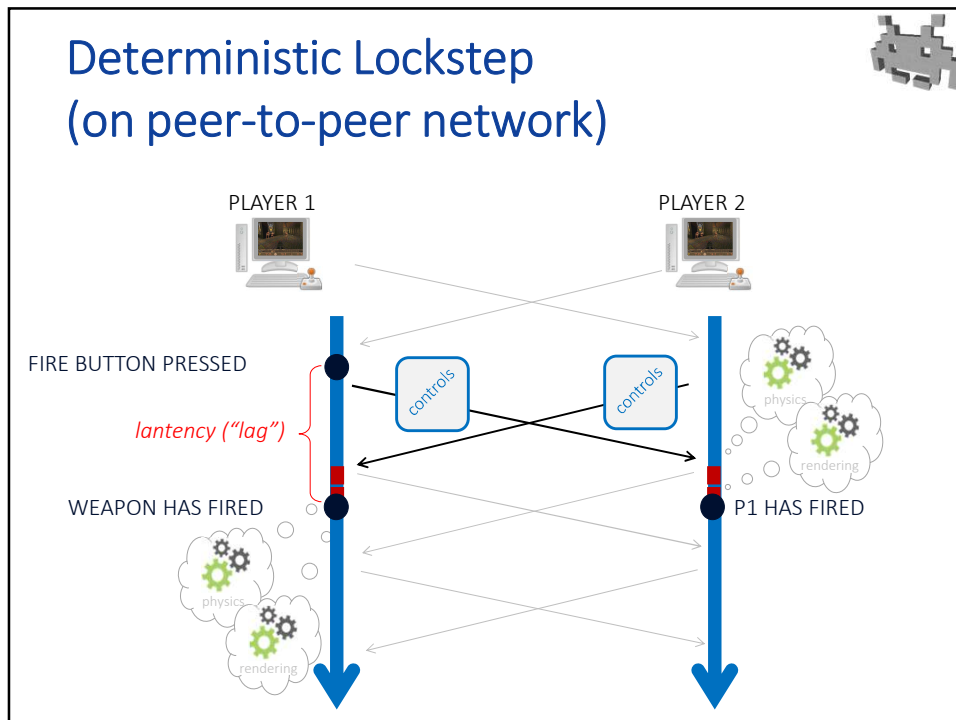 Deterministic Lockstep
(on peer-to-peer network)
PLAYER 1
PLAYER 2
FIRE BUTTON PRESSED
controls
controls
physics
lantency (“lag”)
rendering
WEAPON HAS FIRED
P1 HAS FIRED
physics
rendering